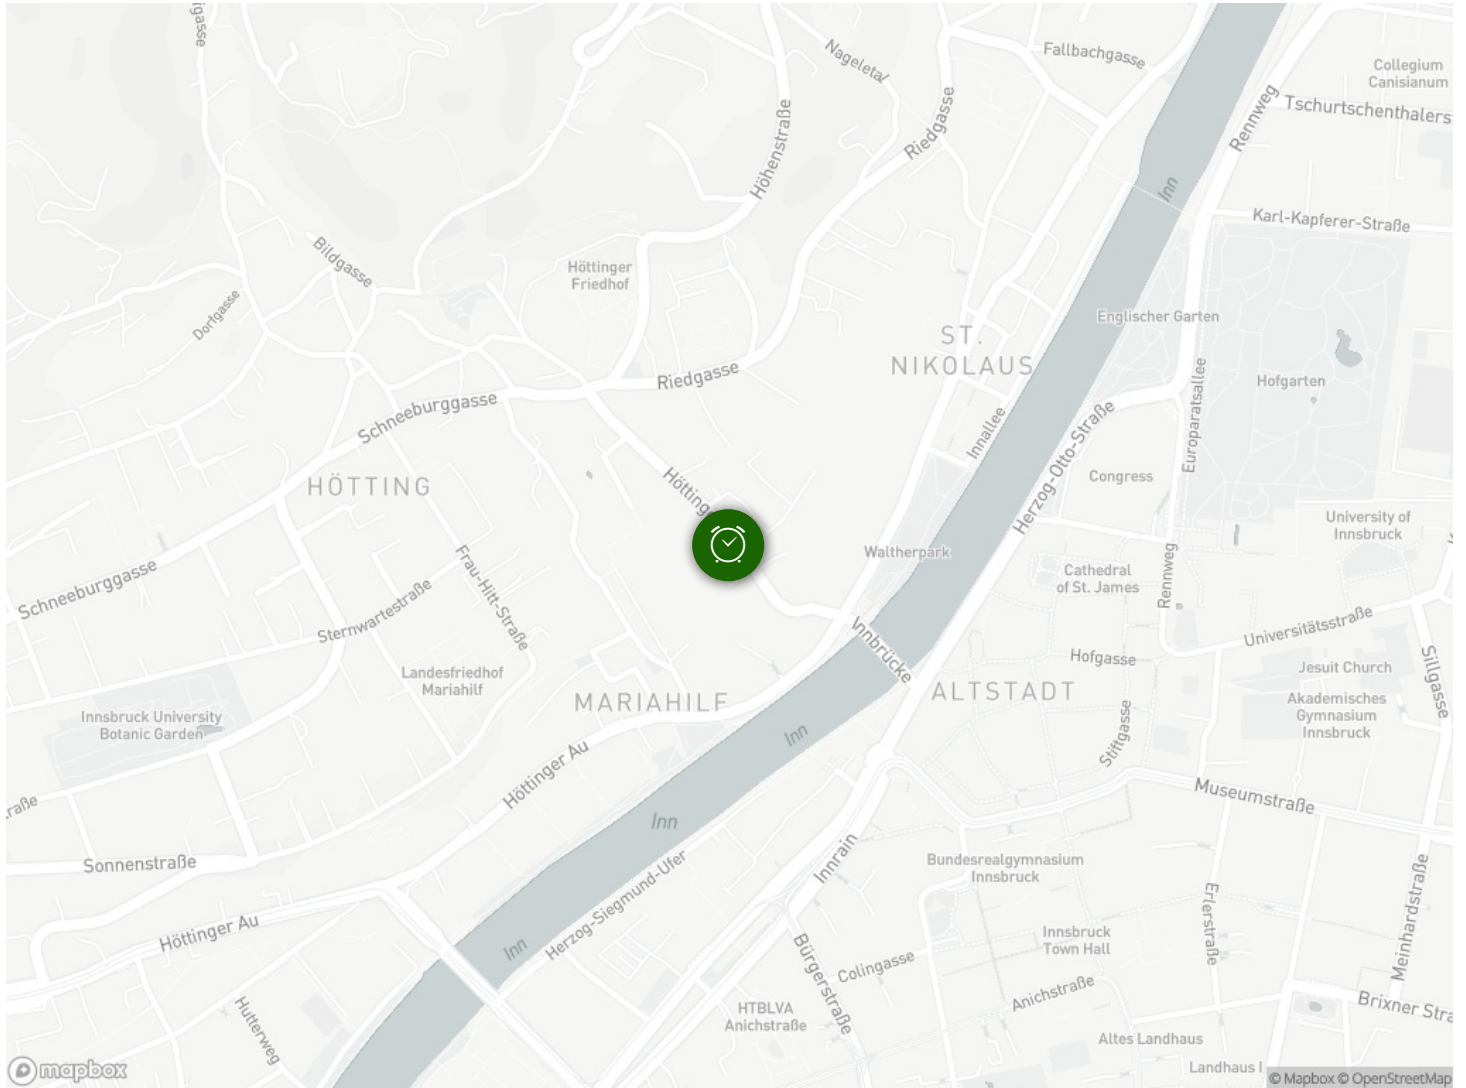 Nageletal
Fallbachgasse
Collegium
Canisianum
Rennweg
Tschurtschenthalers
Höhenstraße
Riedgasse
Inn
Karl-Kapferer-Straße
Bildgasse
Höttinger
Friedhof
Dorfgasse
Englischer Garten
ST.
NIKOLAUS
Riedgasse
Hofgarten
Schneeburggasse
Innallee
Herzog-Otto-Straße
Europaratsallee
HÖTTING
Congress
Hötting
University of
Innsbruck
Waltherpark
Schneeburggasse
Frau-Hitt-Straße
Sternwartestraße
Cathedral
of St. James
Rennweg
Universitätsstraße
Innbrücke
Hofgasse
Jesuit Church
Sillgasse
Landesfriedhof
Mariahilf
MARIAHILF
ALTSTADT
Akademisches
Gymnasium
Innsbruck
Innsbruck University
Botanic Garden
Inn
Stiftgasse
Höttinger Au
Museumstraße
raße
Inn
Sonnenstraße
Herzog-Siegmund-Ufer
Innrain
Bundesrealgymnasium
Innsbruck
Meinhardstraße
Erlerstraße
Höttinger Au
Inn
Innsbruck
Town Hall
Bürgerstraße
Colingasse
Anichstraße
Brixner Stra
Hutterweg
HTBLVA
Anichstraße
Altes Landhaus
Landhaus
mapbox
© Mapbox © OpenStreetMap